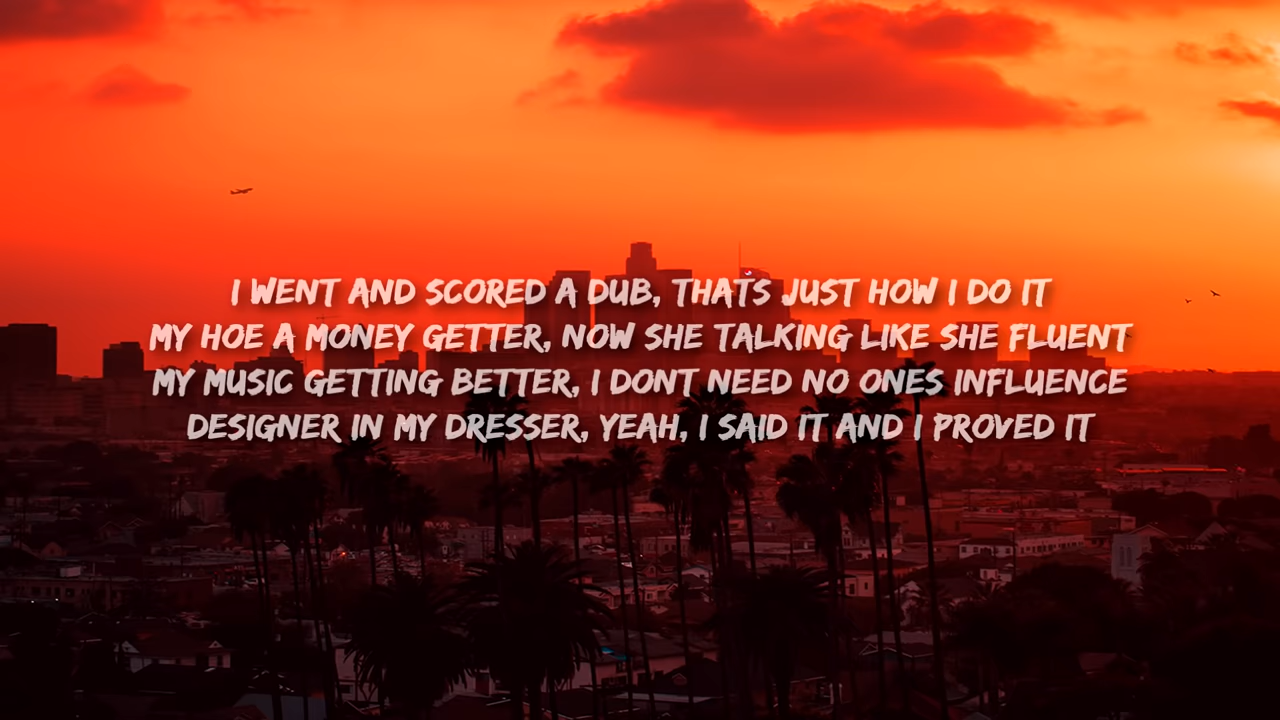 I WENT AND SCORED A DUB, THATS JUST HOW I DO IT
MY HOE A MONEY GETTER, NOW SHE TALKING LIKE SHE FLUENT
MY MUSIC GETTING BETTER, I DONT NEED NO ONES INFLUENCE
DESIGNER IN MY DRESSER, YEAH, I SAID IT AND I PROVED IT